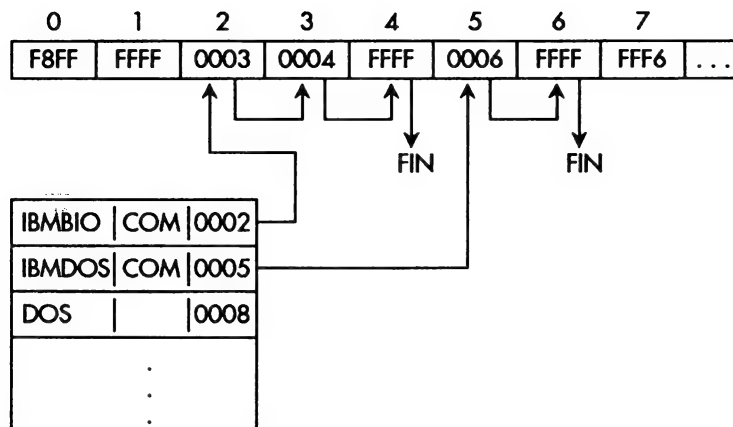 0 1 2 3 4 5 6 7
F8FF FFFF 0003 0004 FFFF 0006 FFFF FFF6 ...
FIN FIN
IBMBIO COM 0002
IBMDOS COM 0005
DOS 0008
.
.
.